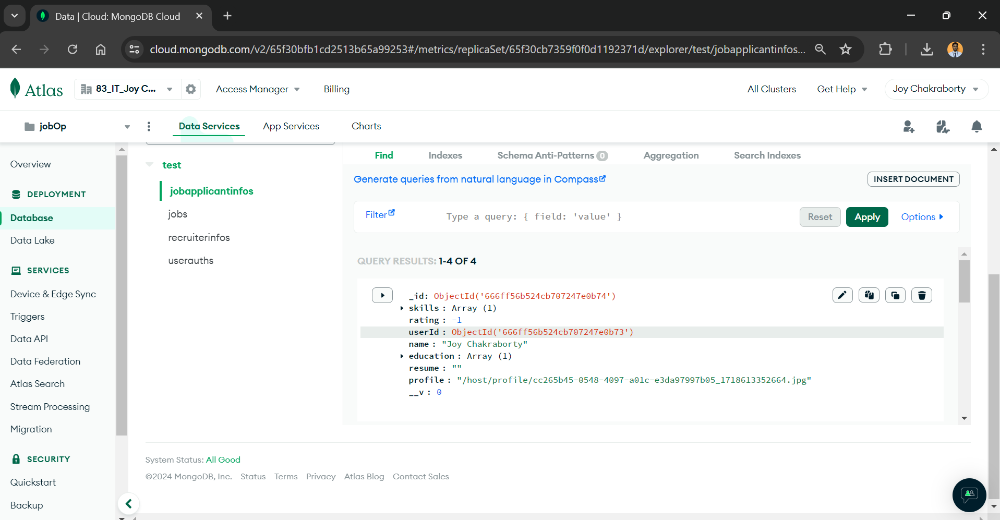 Data | Cloud: MongoDB Cloud
cloud.mongodb.com/v2/65f30bfb1cd2513b65a99253#/metrics/replicaSet/65f30cb7359f0f0d1192371d/explorer/test/jobapplicantinfos...
Atlas
83_IT_Joy C...
Access Manager
Billing
All Clusters
Get Help
Joy Chakraborty
jobOp
Data Services
App Services
Charts
Overview
DEPLOYMENT
Database
Data Lake
SERVICES
Device & Edge Sync
Triggers
Data API
Data Federation
Atlas Search
Stream Processing
Migration
SECURITY
Quickstart
Backup
test
jobapplicantinfos
jobs
recruiterinfos
userauths
Find
Indexes
Schema Anti-Patterns 0
Aggregation
Search Indexes
Generate queries from natural language in Compass
INSERT DOCUMENT
Filter
Type a query: { field: 'value' }
Reset
Apply
Options
QUERY RESULTS: 1-4 OF 4
_id: ObjectId('666ff56b524cb707247e0b74')
skills : Array (1)
rating : -1
userId : ObjectId('666ff56b524cb707247e0b73')
name : "Joy Chakraborty"
education : Array (1)
resume : ""
profile : "/host/profile/cc265b45-0548-4097-a01c-e3da97997b05_1718613352664.jpg"
__v : 0
System Status: All Good
©2024 MongoDB, Inc. Status Terms Privacy Atlas Blog Contact Sales